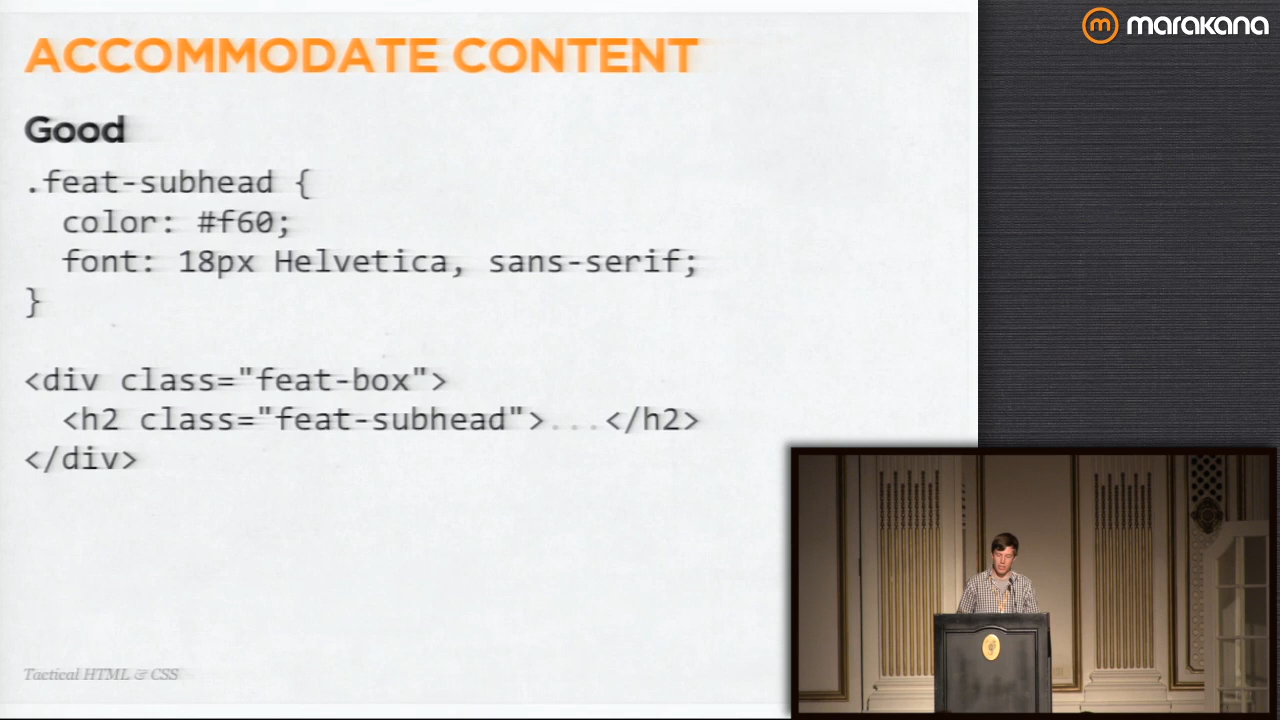 ACCOMMODATE CONTENT
marakana
Good
.feat-subhead {
  color: #f60;
  font: 18px Helvetica, sans-serif;
}
<div class="feat-box">
  <h2 class="feat-subhead">...</h2>
</div>
Tactical HTML & CSS